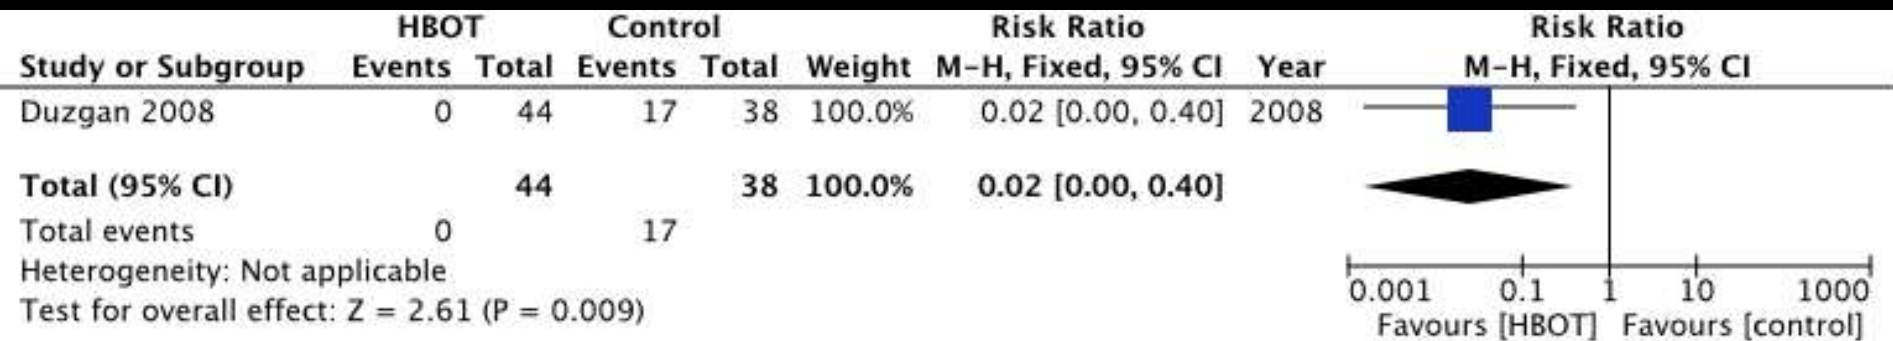 HBOT Control Risk Ratio Risk Ratio
Study or Subgroup Events Total Events Total Weight M-H, Fixed, 95% CI Year M-H, Fixed, 95% CI
Duzgan 2008 0 44 17 38 100.0% 0.02 [0.00, 0.40] 2008
Total (95% CI) 44 38 100.0% 0.02 [0.00, 0.40]
Total events 0 17
Heterogeneity: Not applicable
Test for overall effect: Z = 2.61 (P = 0.009)
0.001 0.1 1 10 1000
Favours [HBOT] Favours [control]